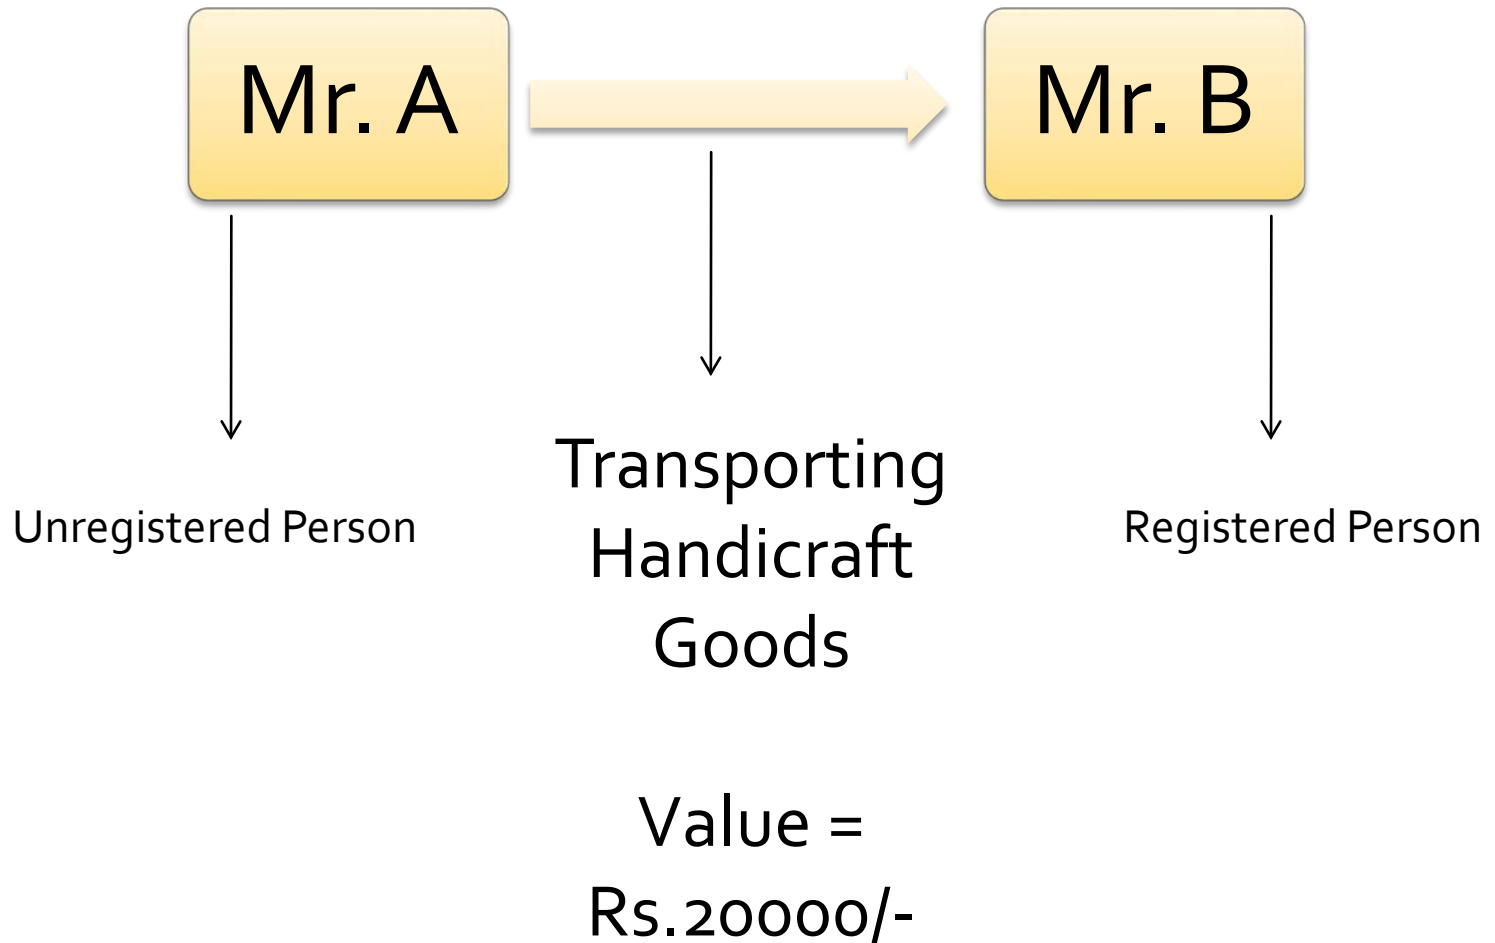 Mr. A
Mr. B
Unregistered Person
Transporting
Handicraft
Goods
Registered Person
Value =
Rs.20000/-